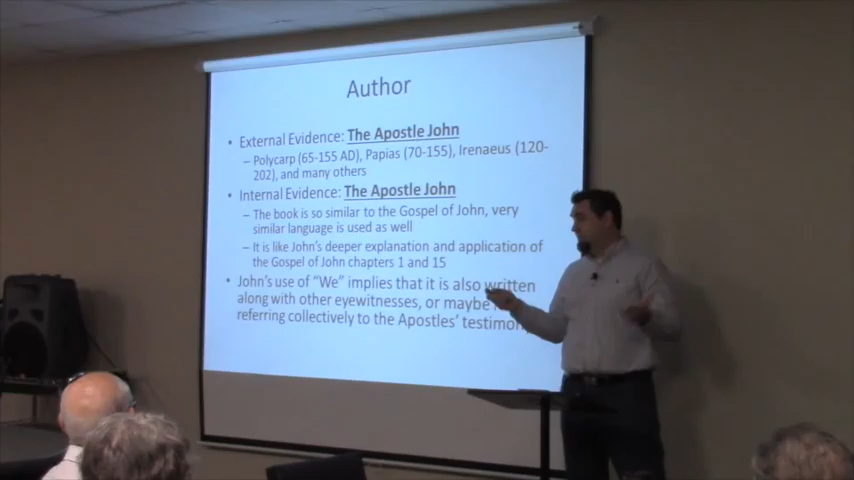 Author
• External Evidence: The Apostle John
– Polycarp (65-155 AD), Papias (70-155), Irenaeus (120-
202), and many others
• Internal Evidence: The Apostle John
– The book is so similar to the Gospel of John, very
similar language is used as well
– It is like John's deeper explanation and application of
the Gospel of John chapters 1 and 15
• John's use of “We” implies that it is also written
along with other eyewitnesses, or maybe
referring collectively to the Apostles' testimon